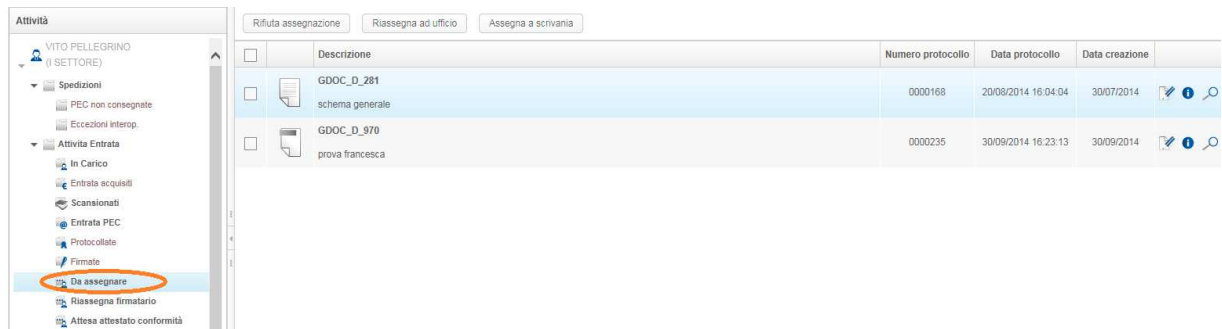 Attività
VITO PELLEGRINO
(I SETTORE)
Spedizioni
PEC non consegnate
Eccezioni interop.
Attivita Entrata
In Carico
Entrata acquisiti
Scansionati
Entrata PEC
Protocollate
Firmate
Da assegnare
Riassegna firmatario
Attesa attestato conformità
Rifiuta assegnazione Riassegna ad ufficio Assegna a scrivania
Descrizione Numero protocollo Data protocollo Data creazione
GDOC_D_281
schema generale
0000168 20/08/2014 16:04:04 30/07/2014
GDOC_D_970
prova francesca
0000235 30/09/2014 16:23:13 30/09/2014